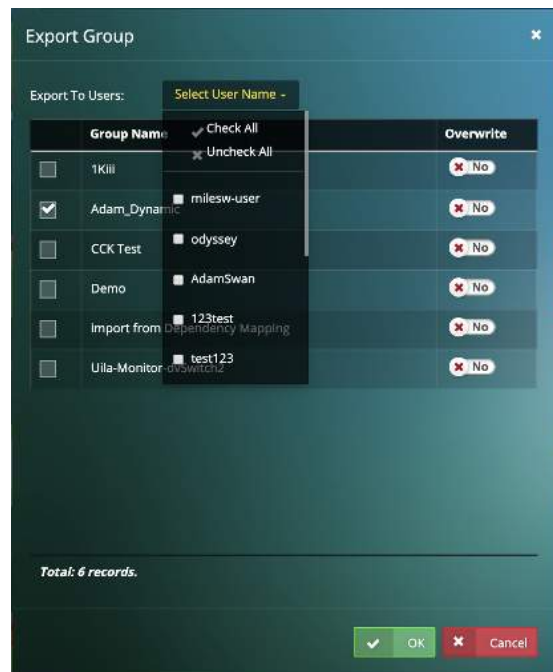 Export Group
Export To Users: Select User Name
Check All
Uncheck All
Group Name Overwrite
1Kiii No
milesw-user
Adam_Dynamic No
odyssey
CCK Test No
AdamSwan
Demo No
123test
Import from Dependency Mapping No
test123
Uila-Monitor-dvSwitch2 No
Total: 6 records.
OK Cancel